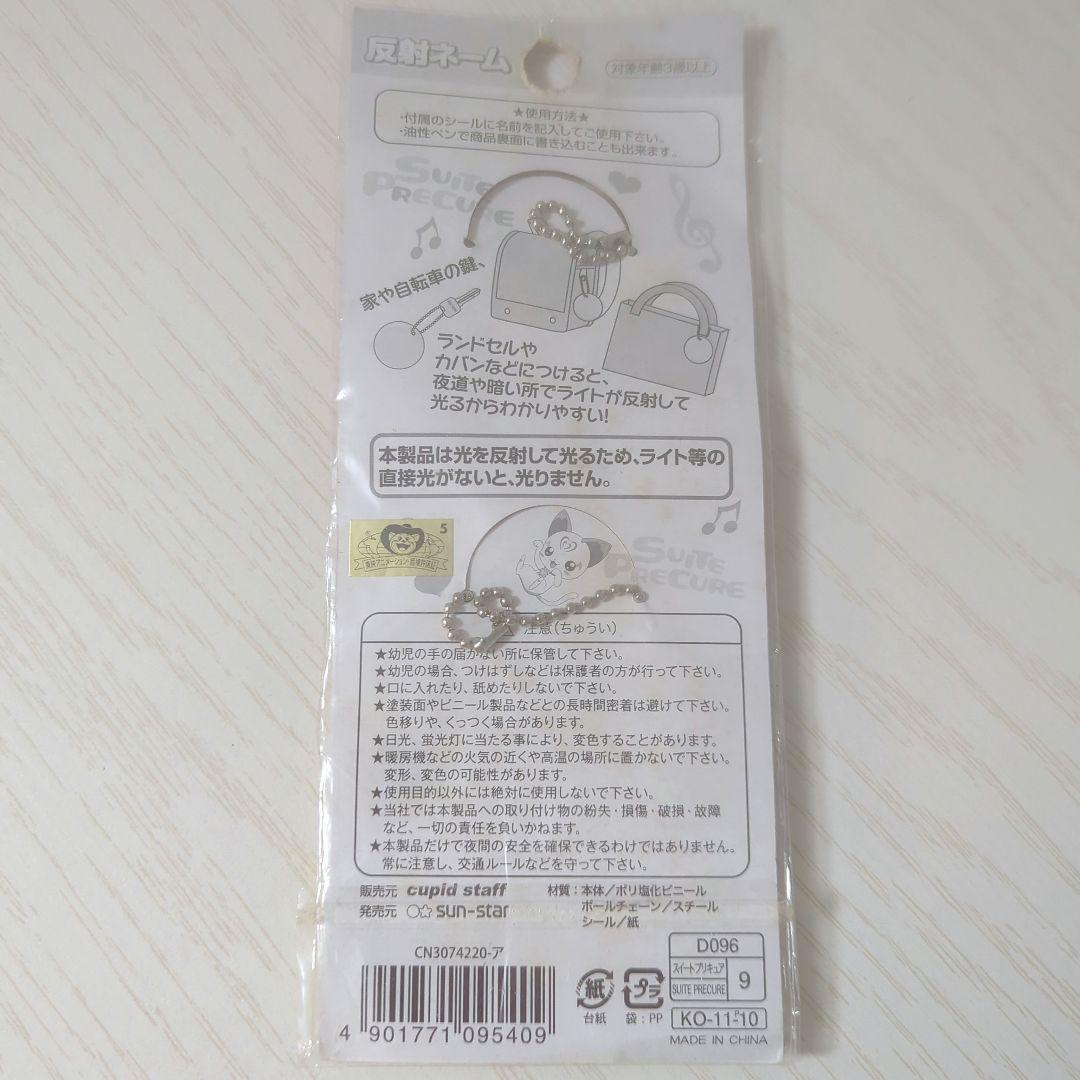 反射ネーム
対象年齢3歳以上
★使用方法★
・付属のシールに名前を記入してご使用下さい。
・油性ペンで商品裏面に書き込むことも出来ます。
SUITE
PRECURE
家や自転車の鍵、
ランドセルや
カバンなどにつけると、
夜道や暗い所でライトが反射して
光るからわかりやすい!
本製品は光を反射して光るため、ライト等の
直接光がないと、光りません。
5
東映アニメーション
SUITE
PRECURE
注意(ちゅうい)
★幼児の手の届かない所に保管して下さい。
★幼児の場合、つけはずしなどは保護者の方が行って下さい。
★口に入れたり、舐めたりしないで下さい。
★塗装面やビニール製品などとの長時間密着は避けて下さい。
色移りや、くっつく場合があります。
★日光、蛍光灯に当たる事により、変色することがあります。
★暖房機などの火気の近くや高温の場所に置かないで下さい。
変形、変色の可能性があります。
★使用目的以外には絶対に使用しないで下さい。
★当社では本製品への取り付け物の紛失・損傷・破損・故障
など、一切の責任を負いかねます。
★本製品だけで夜間の安全を確保できるわけではありません。
常に注意し、交通ルールなどを守って下さい。
販売元 cupid staff
発売元 sun-star
材質:本体/ポリ塩化ビニール
ボールチェーン/スチール
シール/紙
CN3074220-ア
4 901771 095409
紙
台紙
プラ
袋:PP
D096
スイートプリキュア
SUITE PRECURE
9
KO-11-P-10
MADE IN CHINA